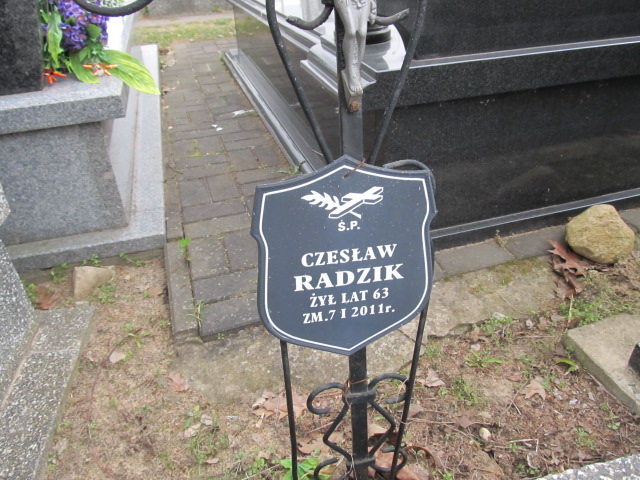 Ś.P.
CZESŁAW
RADZIK
ŻYŁ LAT 63
ZM.7 I 2011r.